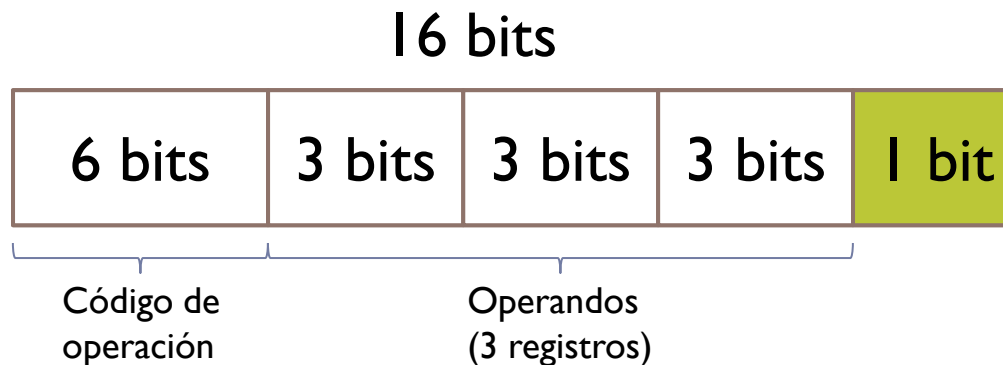 16 bits
6 bits 3 bits 3 bits 3 bits 1 bit
Código de Operandos
operación (3 registros)